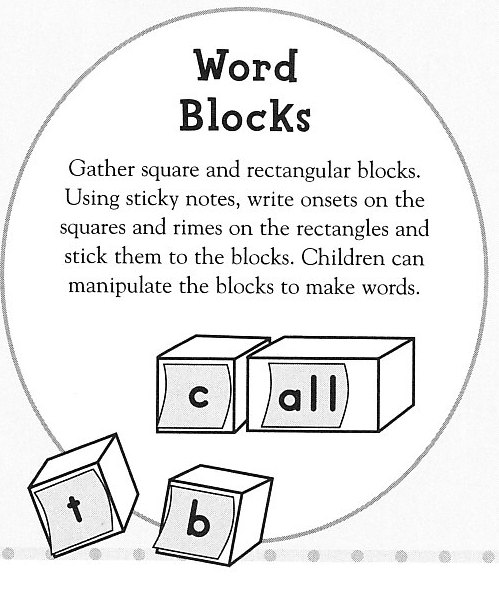 Word
Blocks
Gather square and rectangular blocks.
Using sticky notes, write onsets on the
squares and rimes on the rectangles and
stick them to the blocks. Children can
manipulate the blocks to make words.
c all
t b